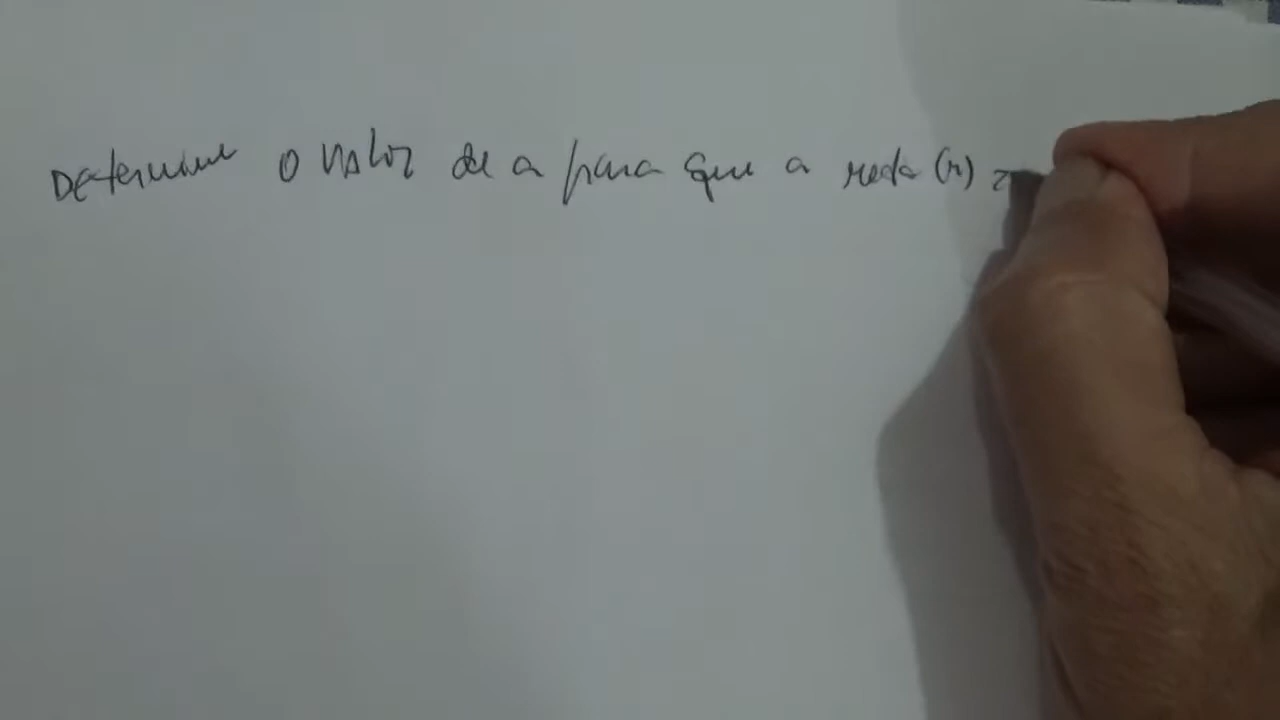 Determine o valor de a para que a reta (r)